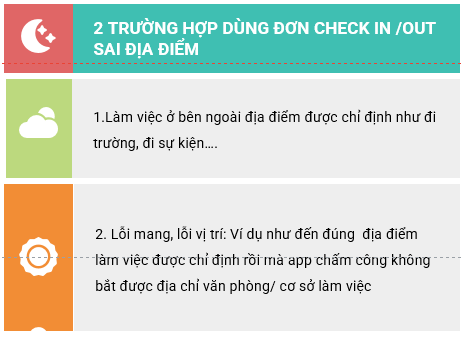 2 TRƯỜNG HỢP DÙNG ĐƠN CHECK IN /OUT
SAI ĐỊA ĐIỂM
1.Làm việc ở bên ngoài địa điểm được chỉ định như đi
trường, đi sự kiện....
2. Lỗi mang, lỗi vị trí: Ví dụ như đến đúng  địa điểm
làm việc được chỉ định rồi mà app chấm công không
bắt được địa chỉ văn phòng/ cơ sở làm việc